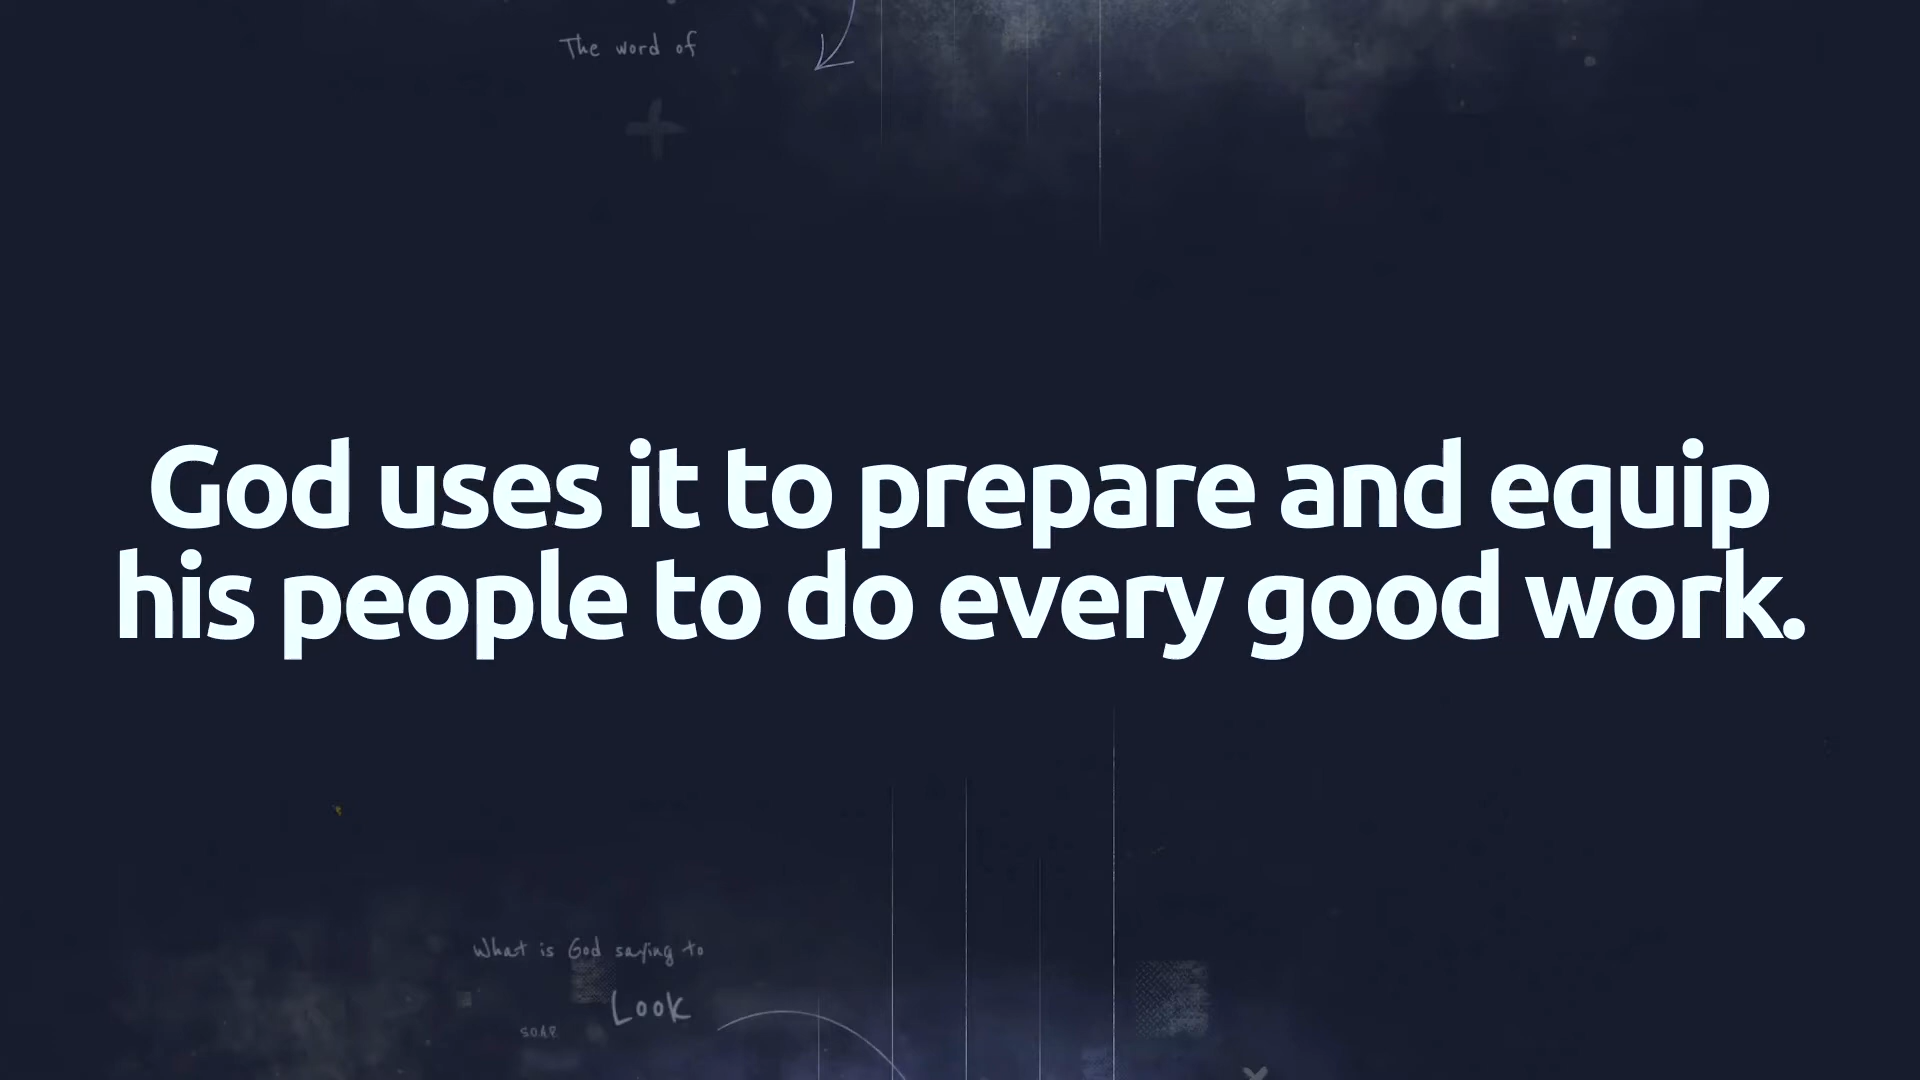 The word of
God uses it to prepare and equip
his people to do every good work.
What is God saying to
Look
SOAP